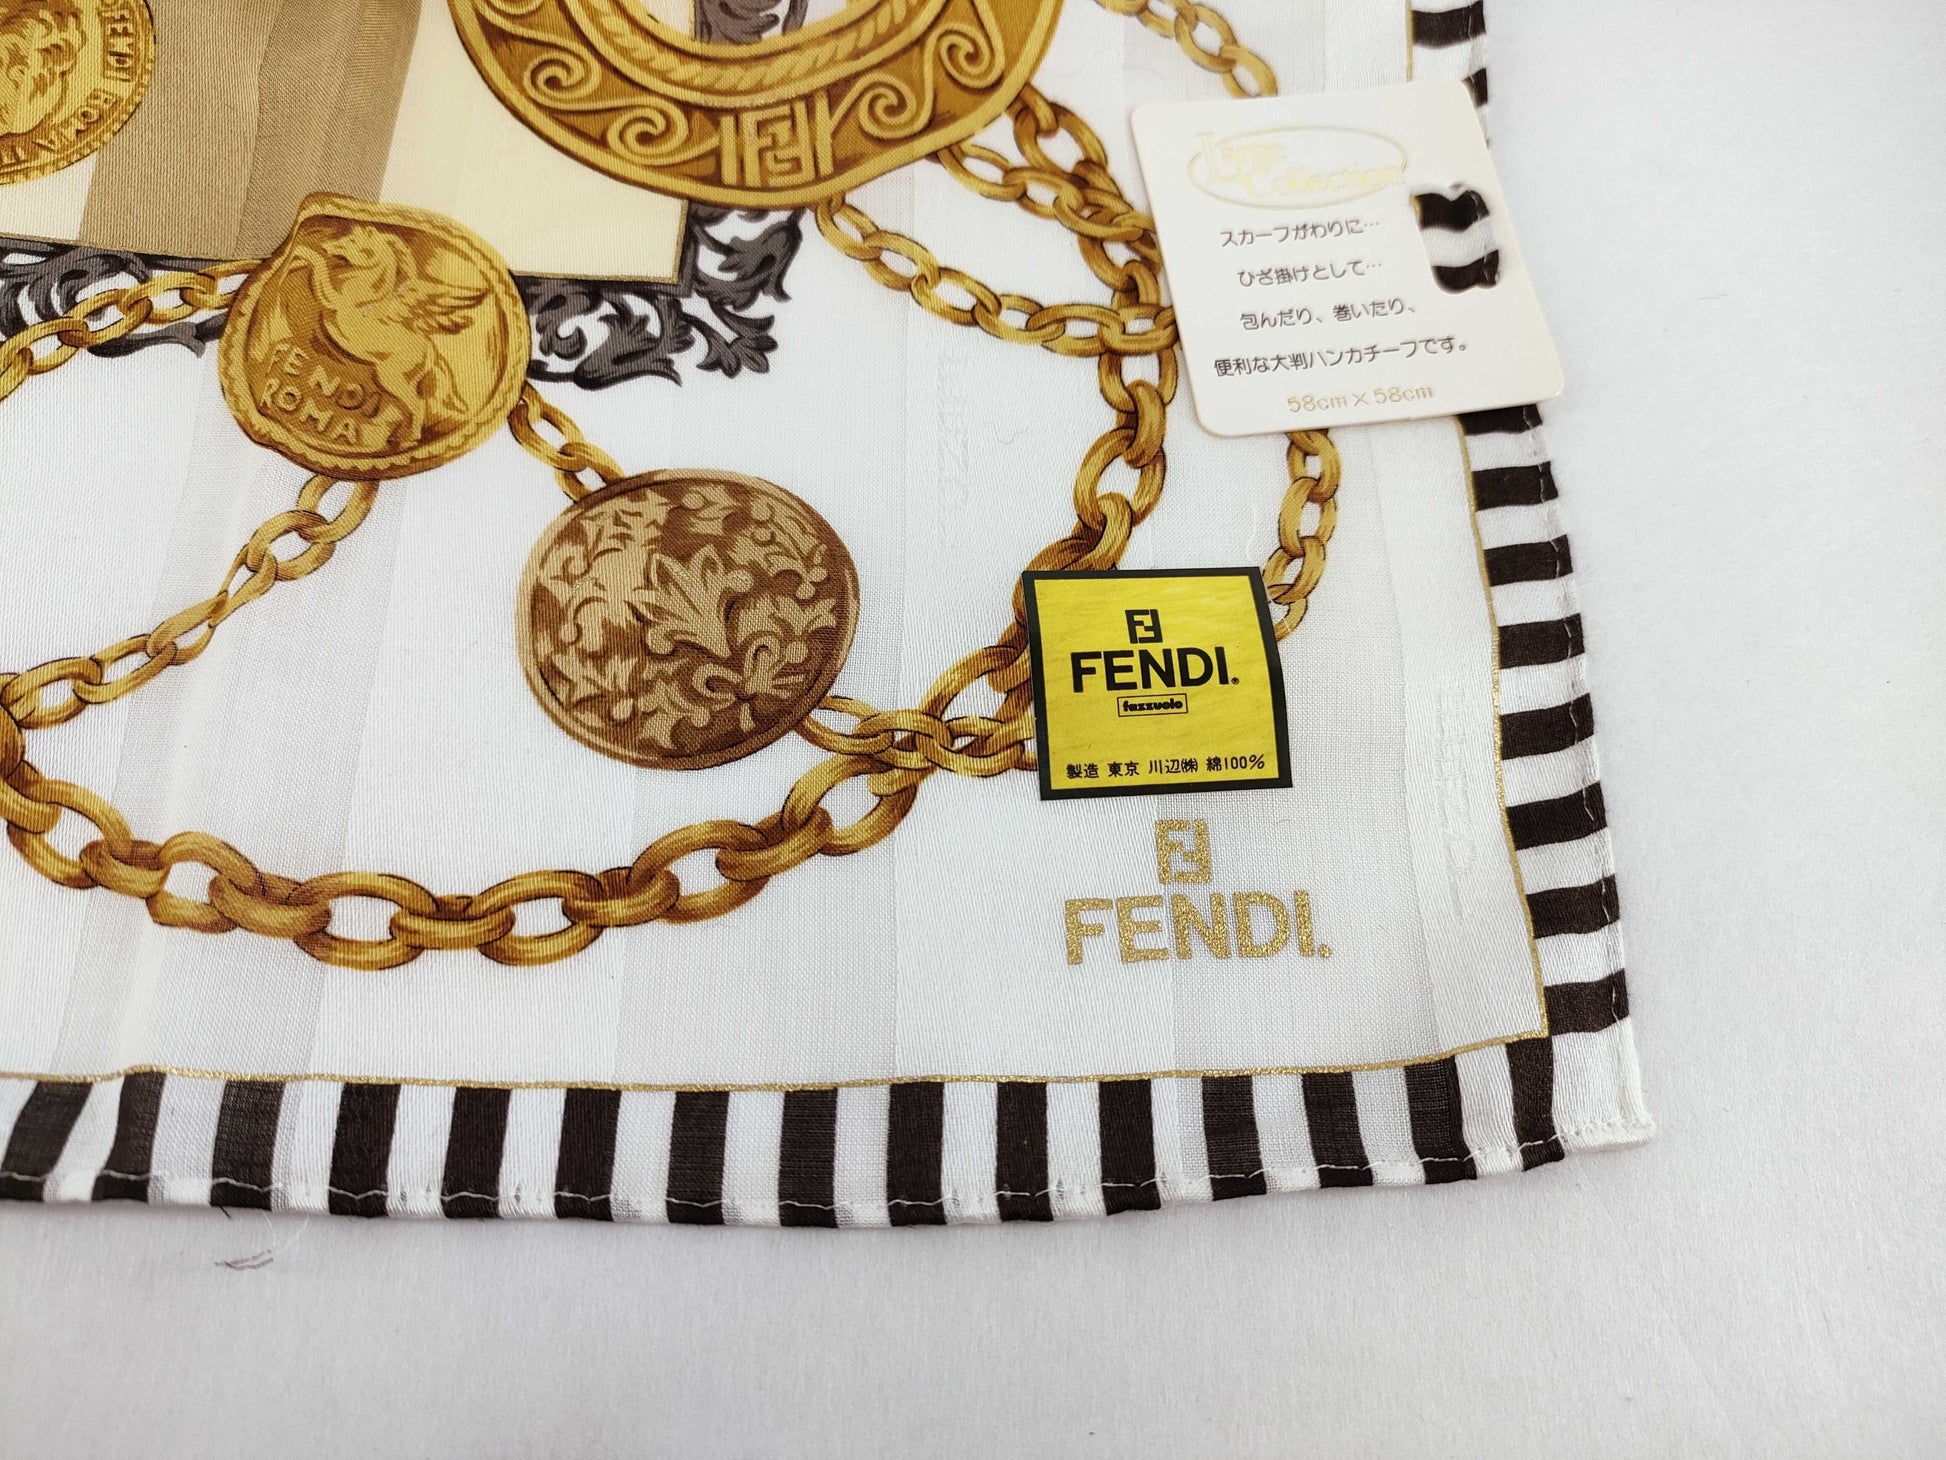 FENDI ROMA IT
Large
Collection
スカーフがわりに…
ひざ掛けとして…
包んだり、巻いたり、
便利な大判ハンカチーフです。
58cm×58cm
FENDI
ROMA
FENDI.®
fazzuolo
製造 東京 川辺㈱ 綿100%
FENDI.